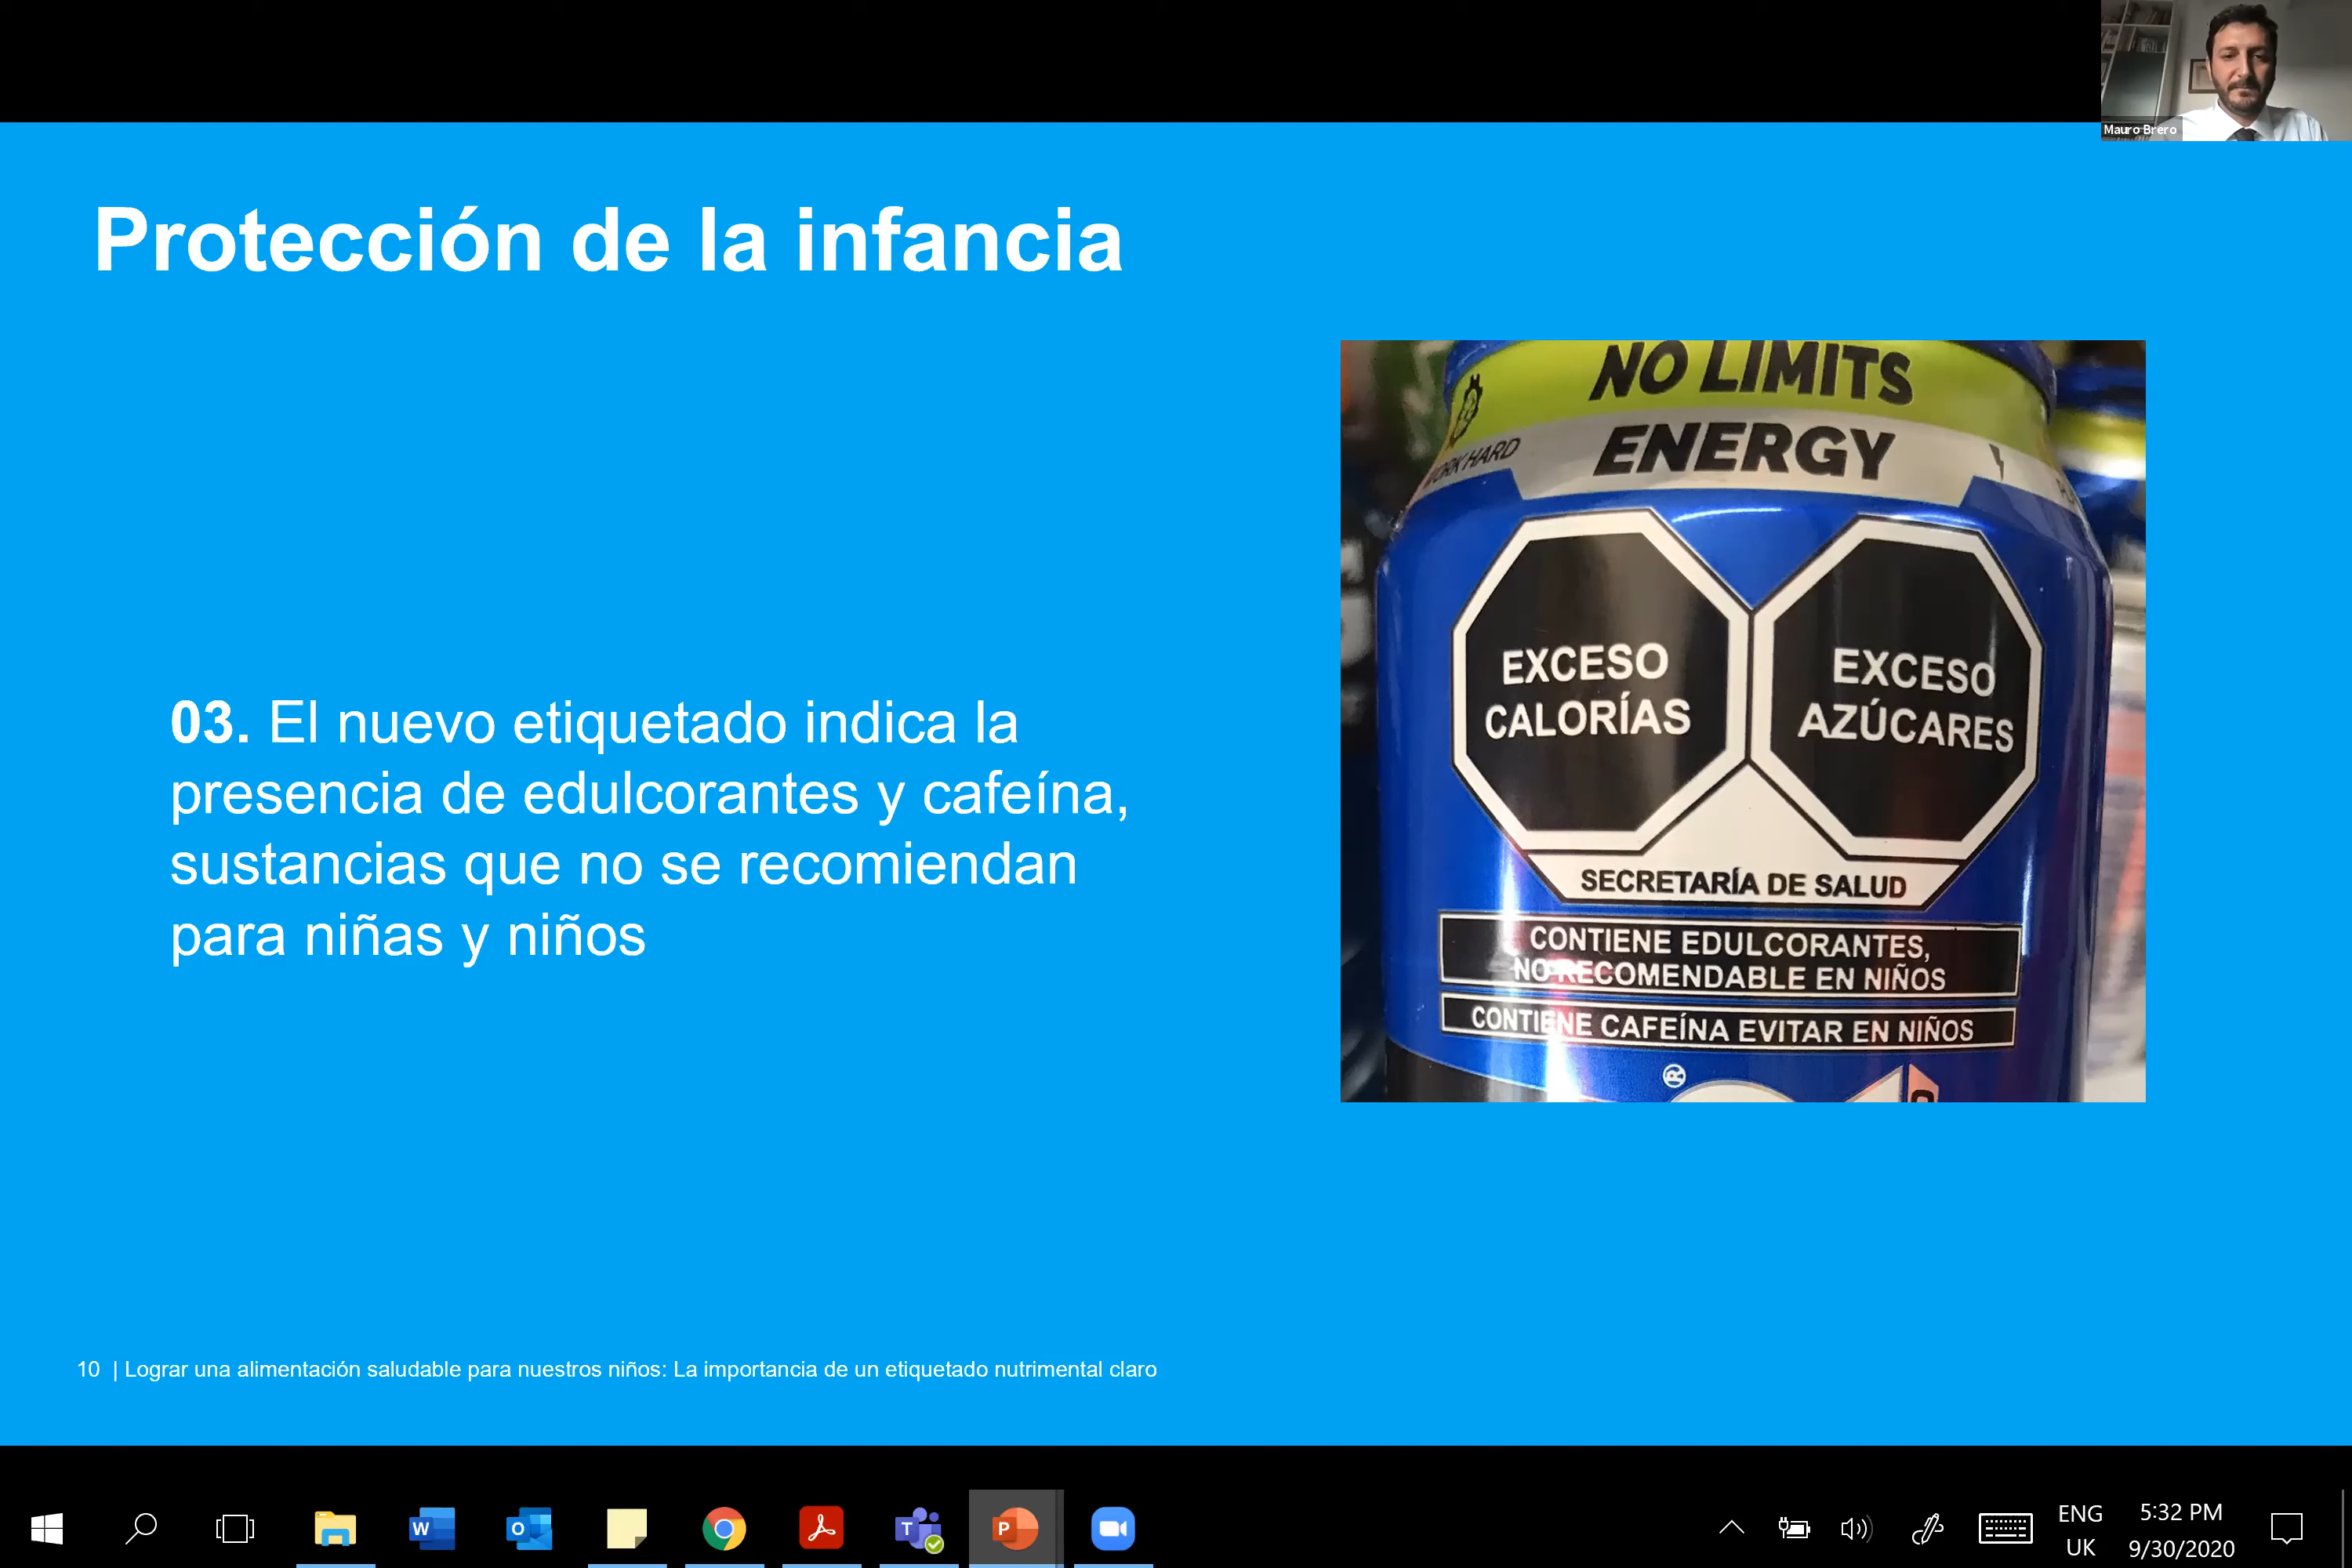 Mauro Brero
Protección de la infancia
NO LIMITS
ENERGY
HARD
EXCESO
CALORÍAS
EXCESO
AZÚCARES
SECRETARÍA DE SALUD
CONTIENE EDULCORANTES,
NO RECOMENDABLE EN NIÑOS
CONTIENE CAFEÍNA EVITAR EN NIÑOS
®
03. El nuevo etiquetado indica la
presencia de edulcorantes y cafeína,
sustancias que no se recomiendan
para niñas y niños
10 | Lograr una alimentación saludable para nuestros niños: La importancia de un etiquetado nutrimental claro
ENG
UK
5:32 PM
9/30/2020